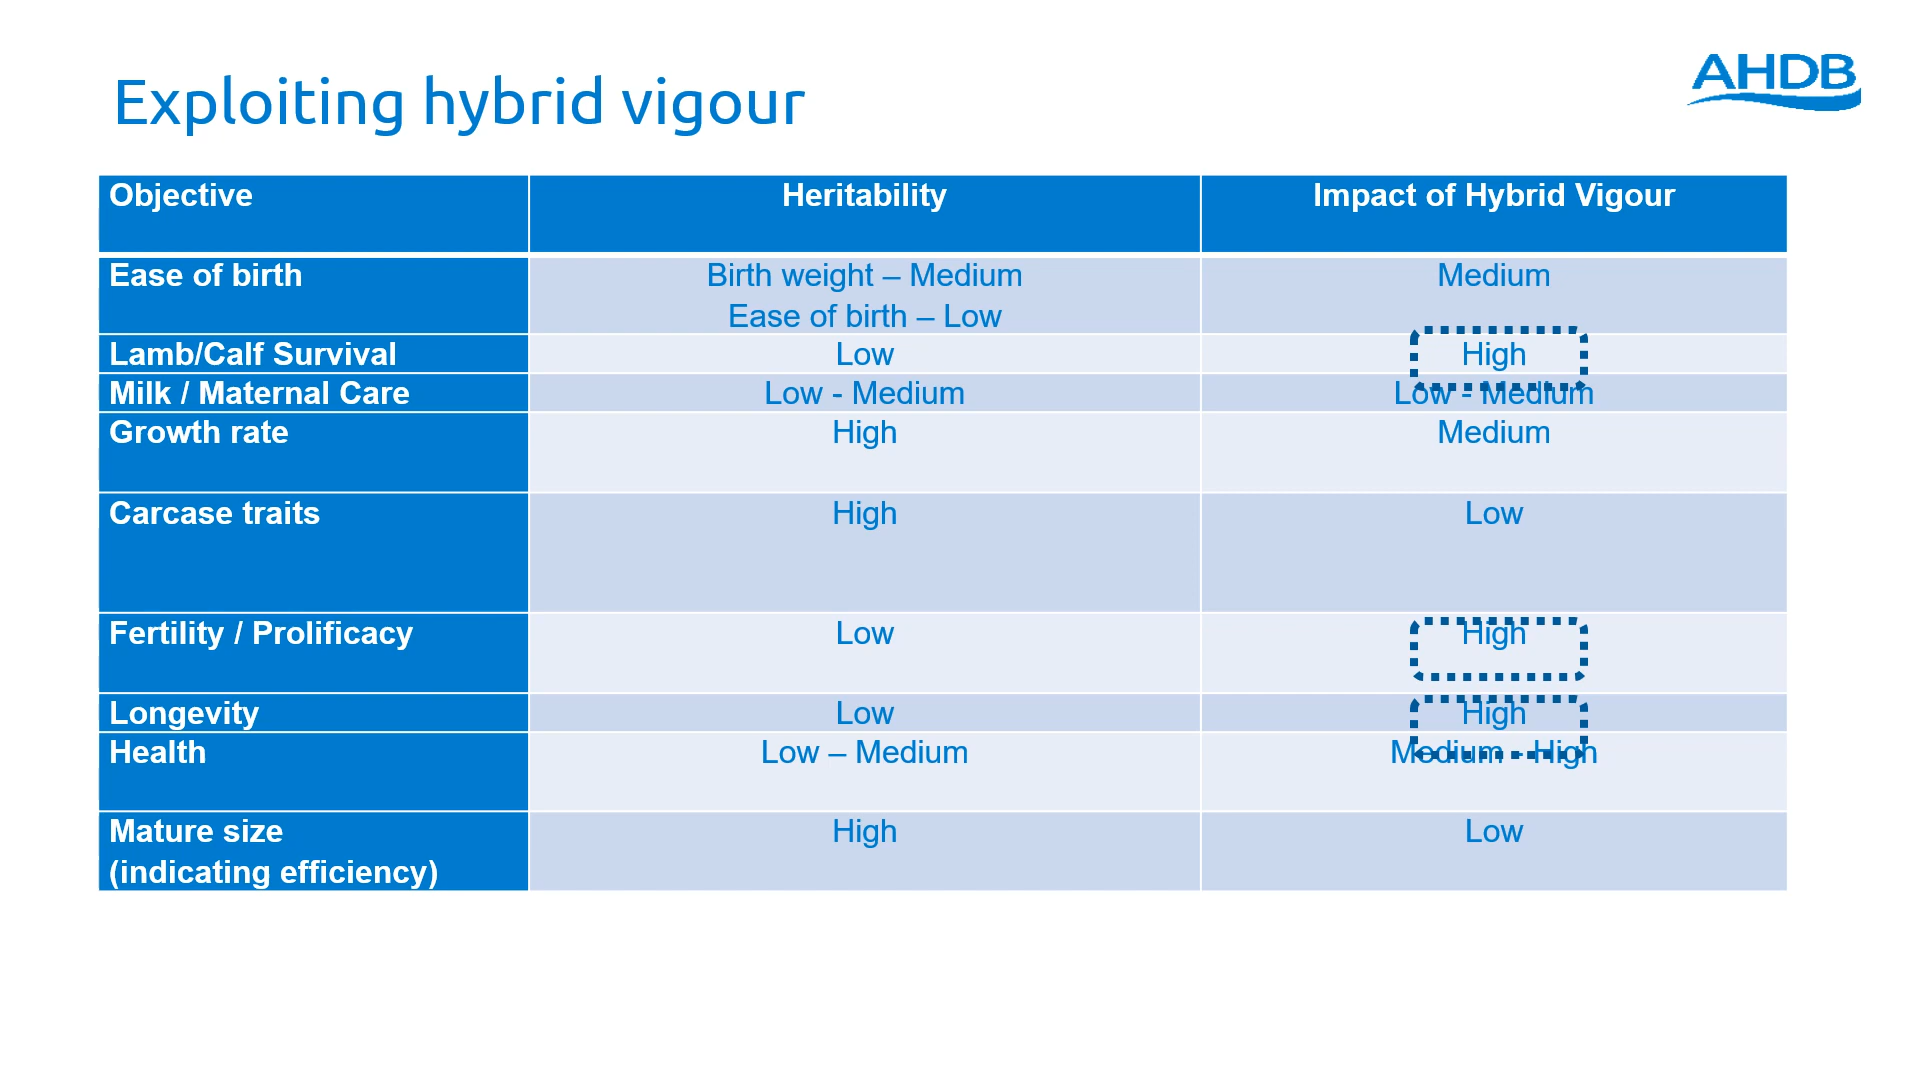 Exploiting hybrid vigour
AHDB
Objective Heritability Impact of Hybrid Vigour
Ease of birth Birth weight – Medium Medium
Ease of birth – Low
Lamb/Calf Survival Low High
Milk / Maternal Care Low - Medium Low - Medium
Growth rate High Medium
Carcase traits High Low
Fertility / Prolificacy Low High
Longevity Low High
Health Low – Medium Medium - High
Mature size High Low
(indicating efficiency)